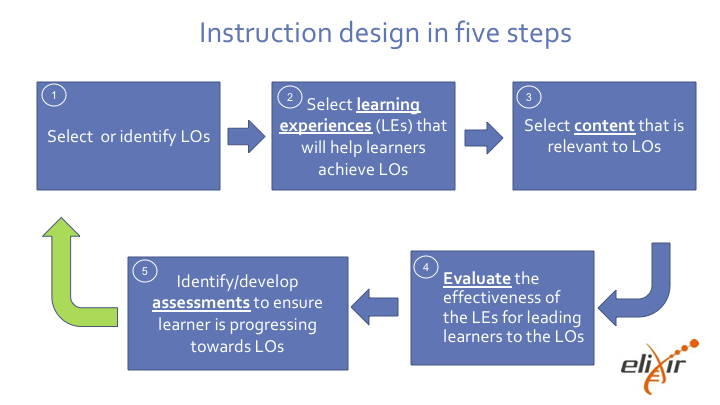 Instruction design in five steps
1
Select or identify LOs
2
Select learning
experiences (LEs) that
will help learners
achieve LOs
3
Select content that is
relevant to LOs
4
Evaluate the
effectiveness of
the LEs for leading
learners to the LOs
5
Identify/develop
assessments to ensure
learner is progressing
towards LOs
elixir